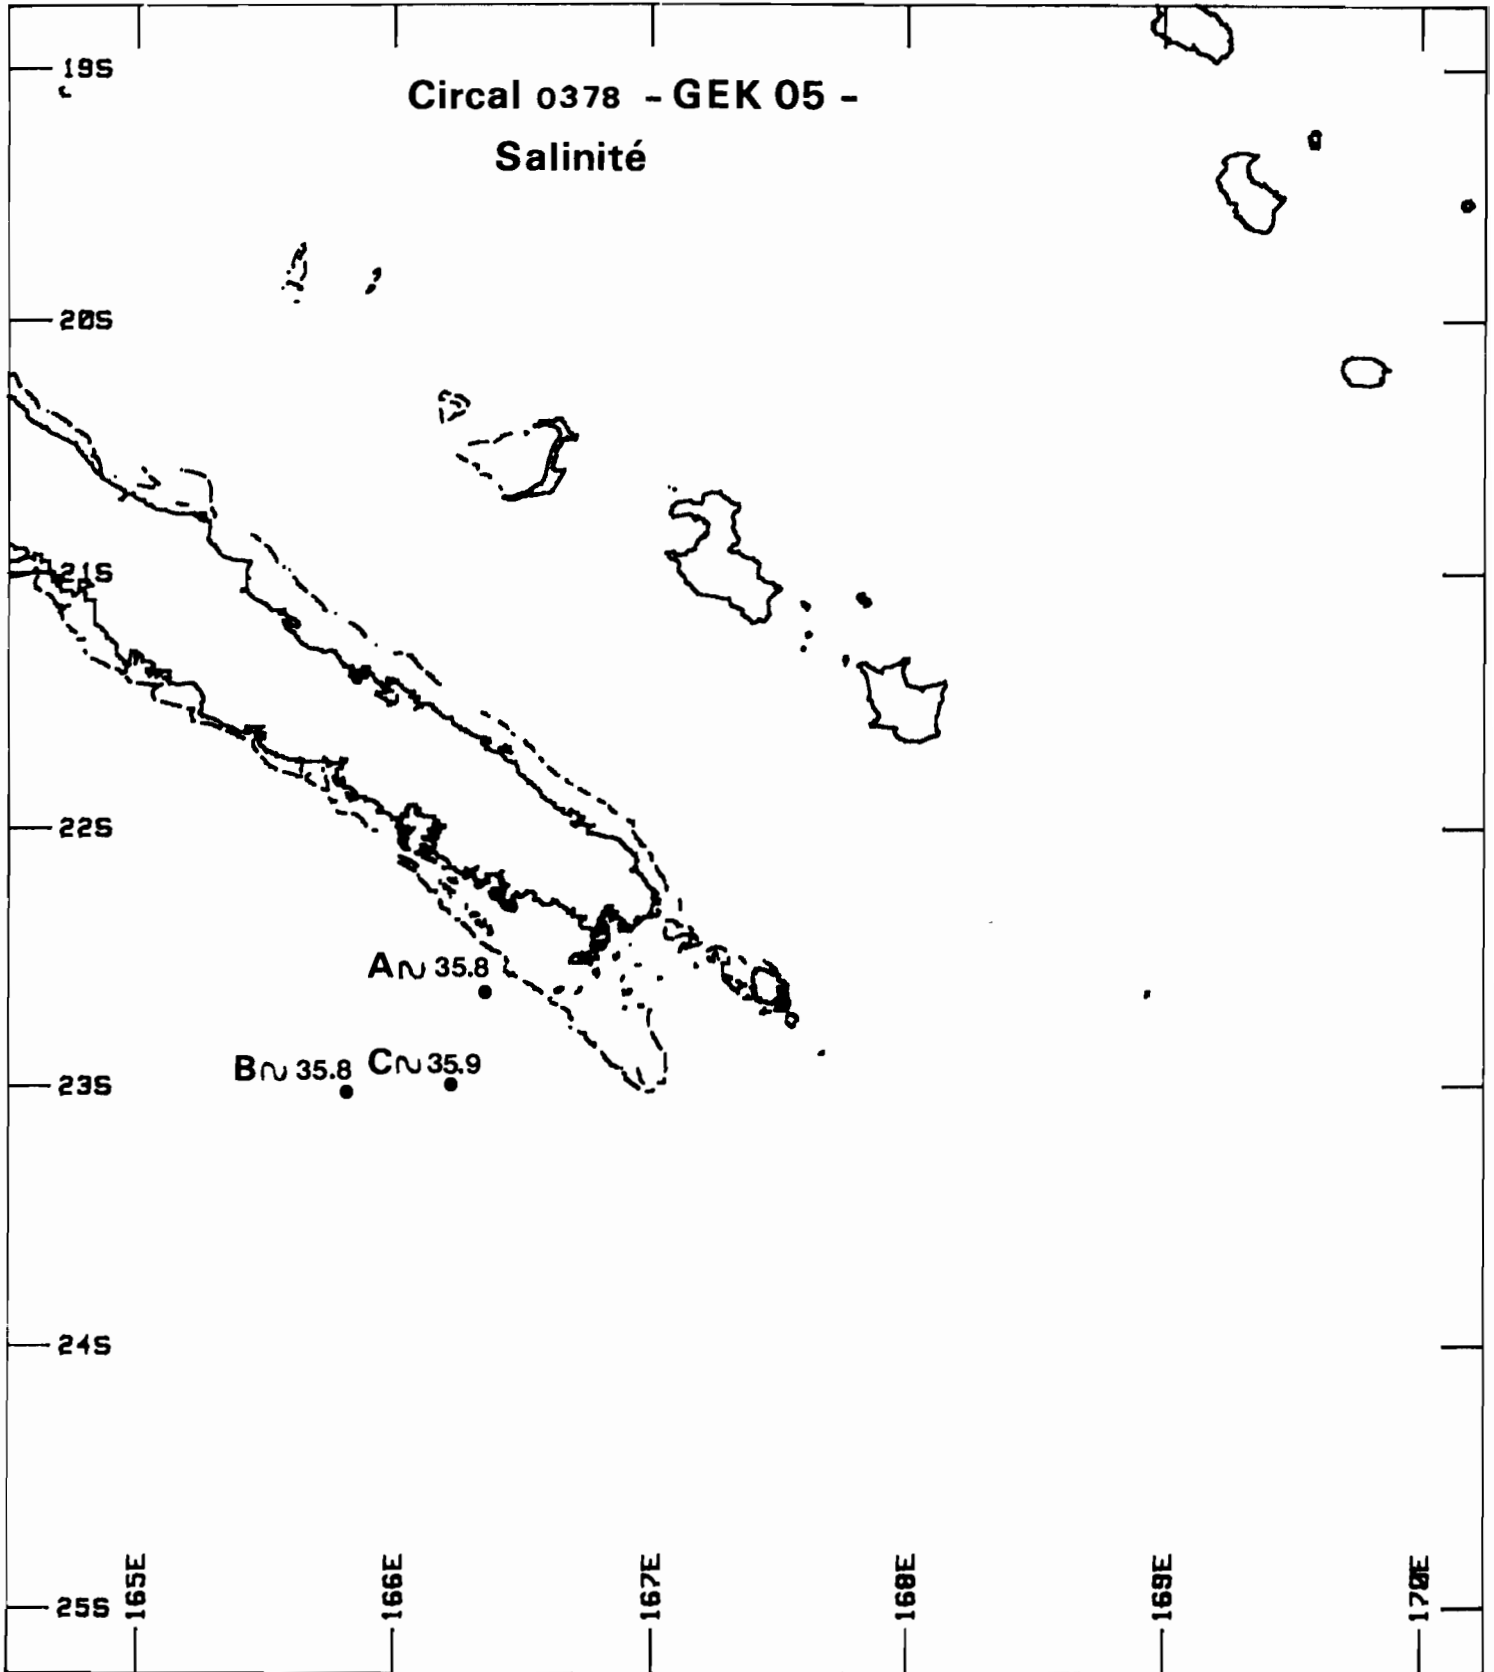 19S
Circal 0378 - GEK 05 -
Salinité
20S
21S
22S
A~ 35.8
B~ 35.8 C~ 35.9
23S
24S
25S
165E 166E 167E 168E 169E 170E